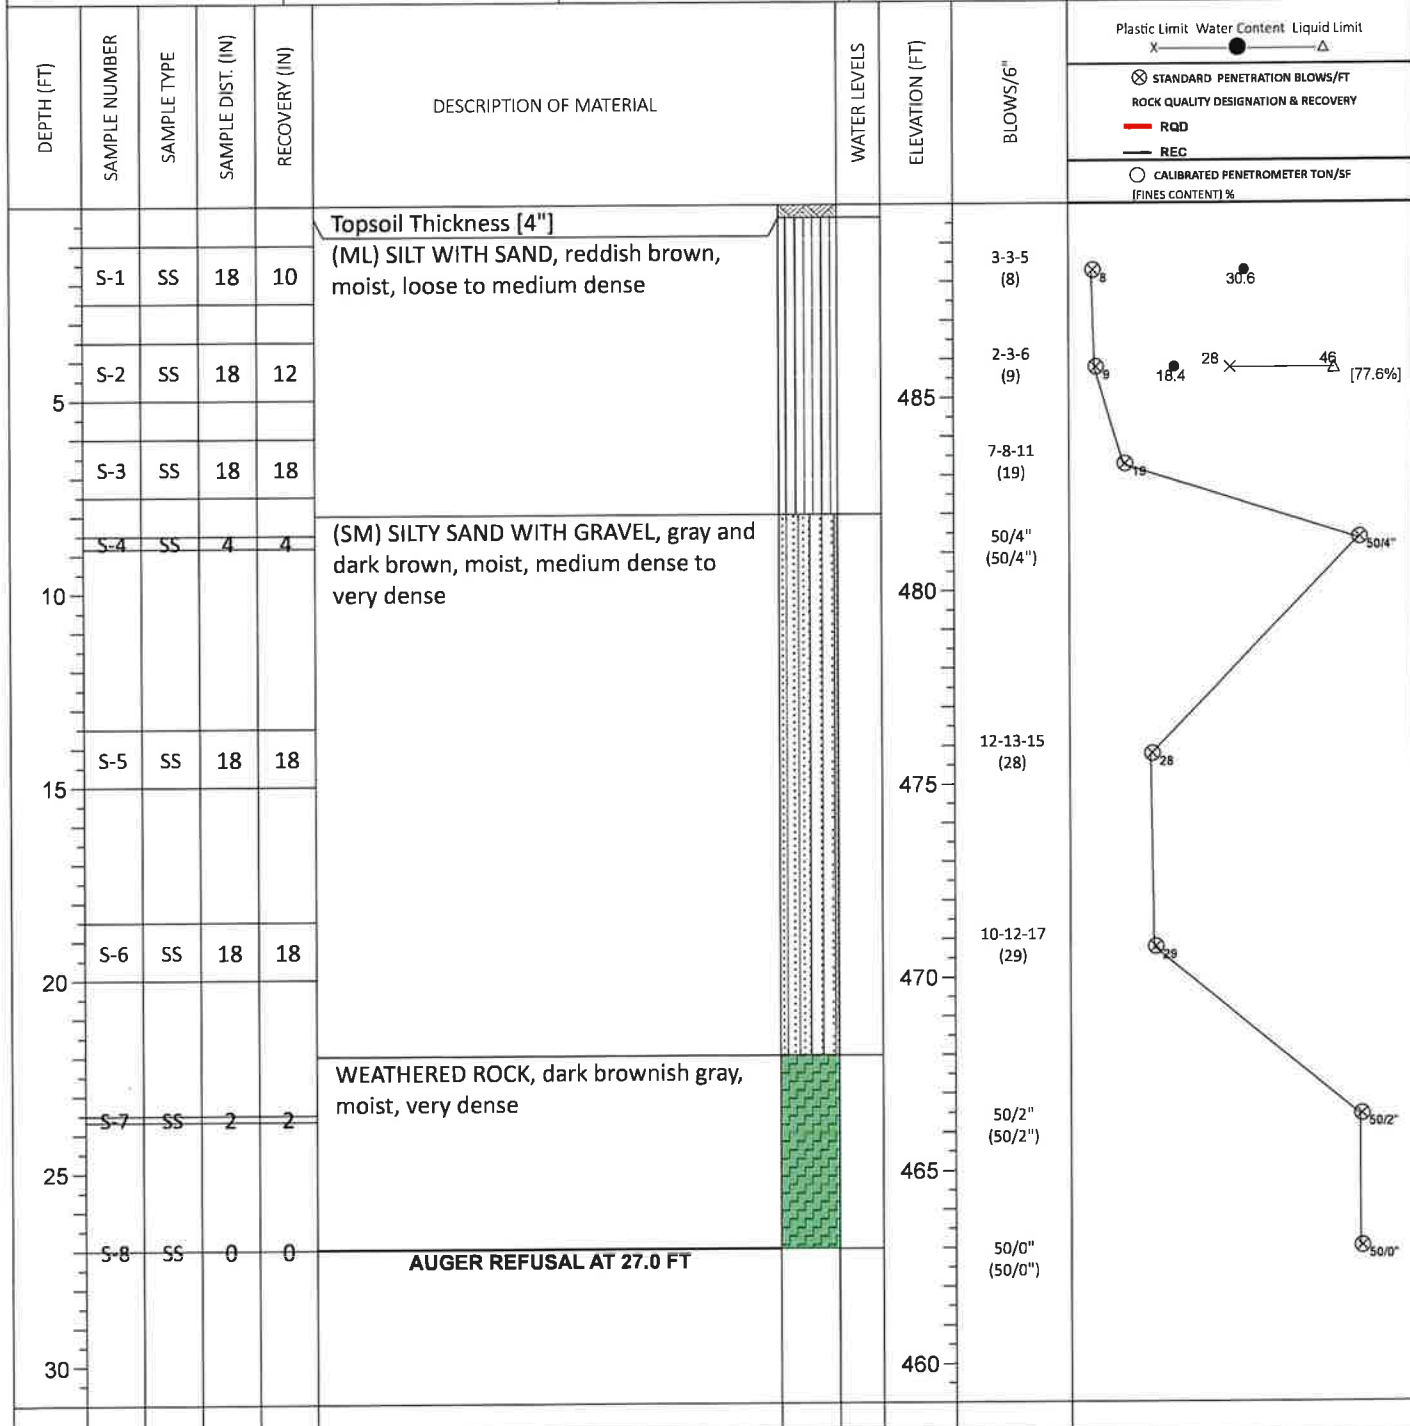 DEPTH (FT)
SAMPLE NUMBER
SAMPLE TYPE
SAMPLE DIST. (IN)
RECOVERY (IN)
DESCRIPTION OF MATERIAL
WATER LEVELS
ELEVATION (FT)
BLOWS/6"
Plastic Limit Water Content Liquid Limit
X
STANDARD PENETRATION BLOWS/FT
ROCK QUALITY DESIGNATION & RECOVERY
RQD
REC
CALIBRATED PENETROMETER TON/SF
[FINES CONTENT] %
Topsoil Thickness [4"]
(ML) SILT WITH SAND, reddish brown,
moist, loose to medium dense
S-1 SS 18 10
3-3-5
(8)
8
30.6
S-2 SS 18 12
2-3-6
(9)
9
18.4
28
46
[77.6%]
5
485
S-3 SS 18 18
7-8-11
(19)
19
(SM) SILTY SAND WITH GRAVEL, gray and
dark brown, moist, medium dense to
very dense
S-4 SS 4 4
50/4"
(50/4")
50/4"
10
480
S-5 SS 18 18
12-13-15
(28)
28
15
475
S-6 SS 18 18
10-12-17
(29)
29
20
470
WEATHERED ROCK, dark brownish gray,
moist, very dense
S-7 SS 2 2
50/2"
(50/2")
50/2"
25
465
S-8 SS 0 0
AUGER REFUSAL AT 27.0 FT
50/0"
(50/0")
50/0"
30
460